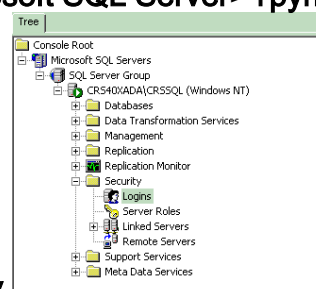 osoft SQL Server> Групп
Tree
Console Root
Microsoft SQL Servers
SQL Server Group
CRS40XADA\CRSSQL (Windows NT)
Databases
Data Transformation Services
Management
Replication
Replication Monitor
Security
Logins
Server Roles
Linked Servers
Remote Servers
Support Services
Meta Data Services